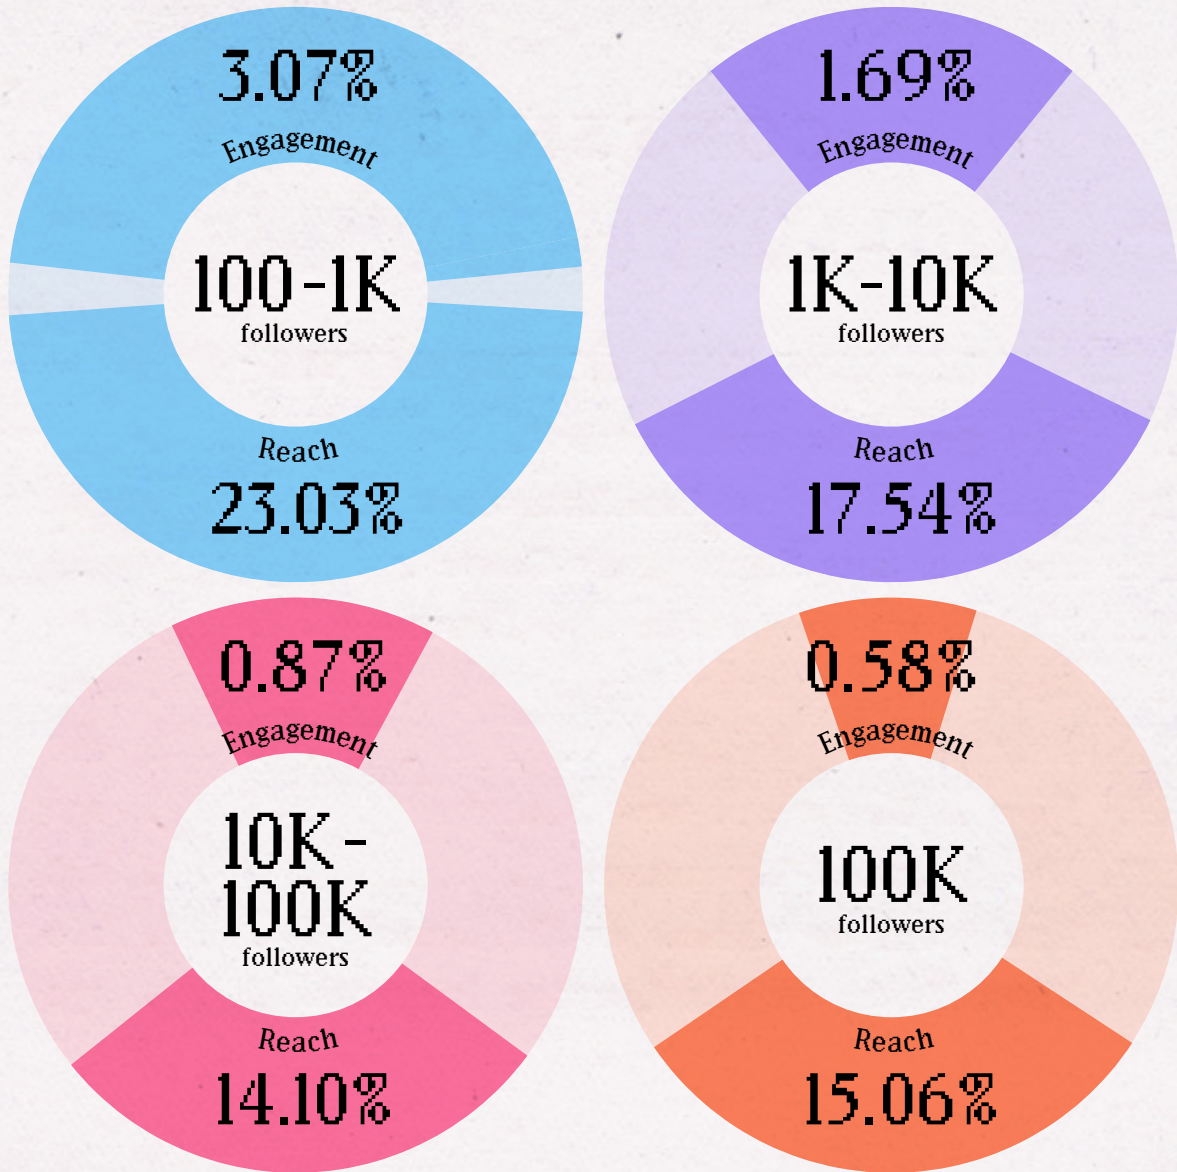 3.07%
Engagement
100-1K
followers
Reach
23.03%
1.69%
Engagement
1K-10K
followers
Reach
17.54%
0.87%
Engagement
10K-
100K
followers
Reach
14.10%
0.58%
Engagement
100K
followers
Reach
15.06%